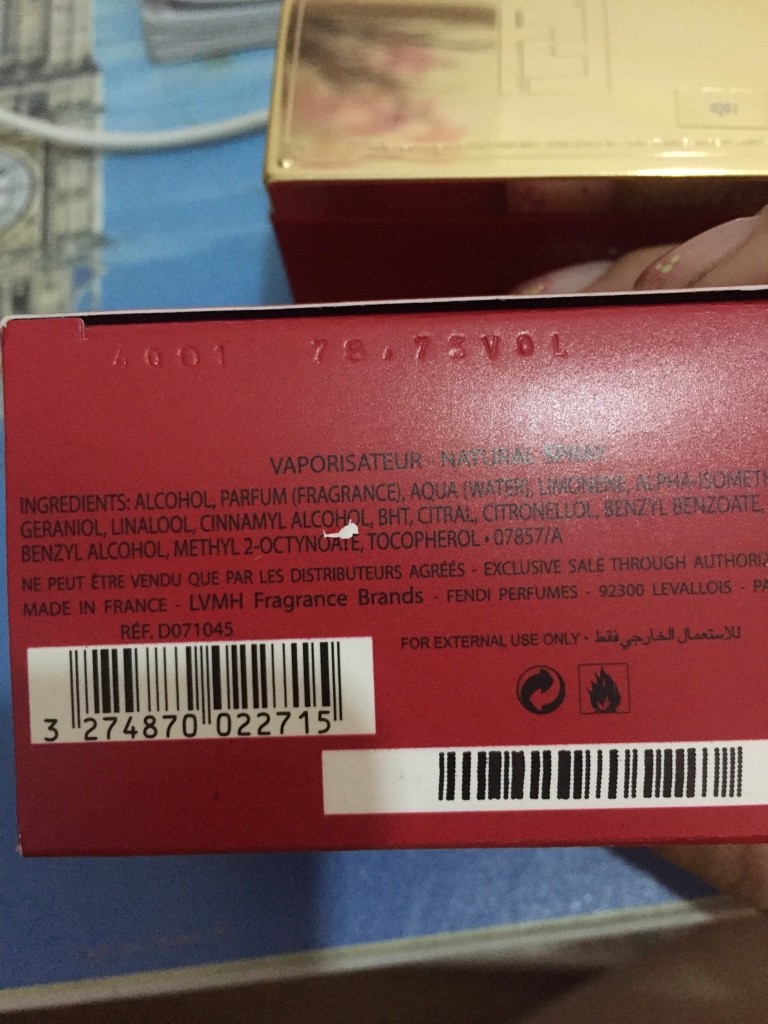 4Q01 78.73VOL
VAPORISATEUR - NATURAL SPRAY
INGREDIENTS: ALCOHOL, PARFUM (FRAGRANCE), AQUA (WATER), LIMONENE, ALPHA-ISOMETH
GERANIOL, LINALOOL, CINNAMYL ALCOHOL, BHT, CITRAL, CITRONELLOL, BENZYL BENZOATE,
BENZYL ALCOHOL, METHYL 2-OCTYNOATE, TOCOPHEROL • 07857/A
NE PEUT ÊTRE VENDU QUE PAR LES DISTRIBUTEURS AGRÉÉS - EXCLUSIVE SALE THROUGH AUTHORIZ
MADE IN FRANCE - LVMH Fragrance Brands - FENDI PERFUMES - 92300 LEVALLOIS - PA
RÉF. D071045
FOR EXTERNAL USE ONLY • للاستعمال الخارجي فقط
3 274870 022715